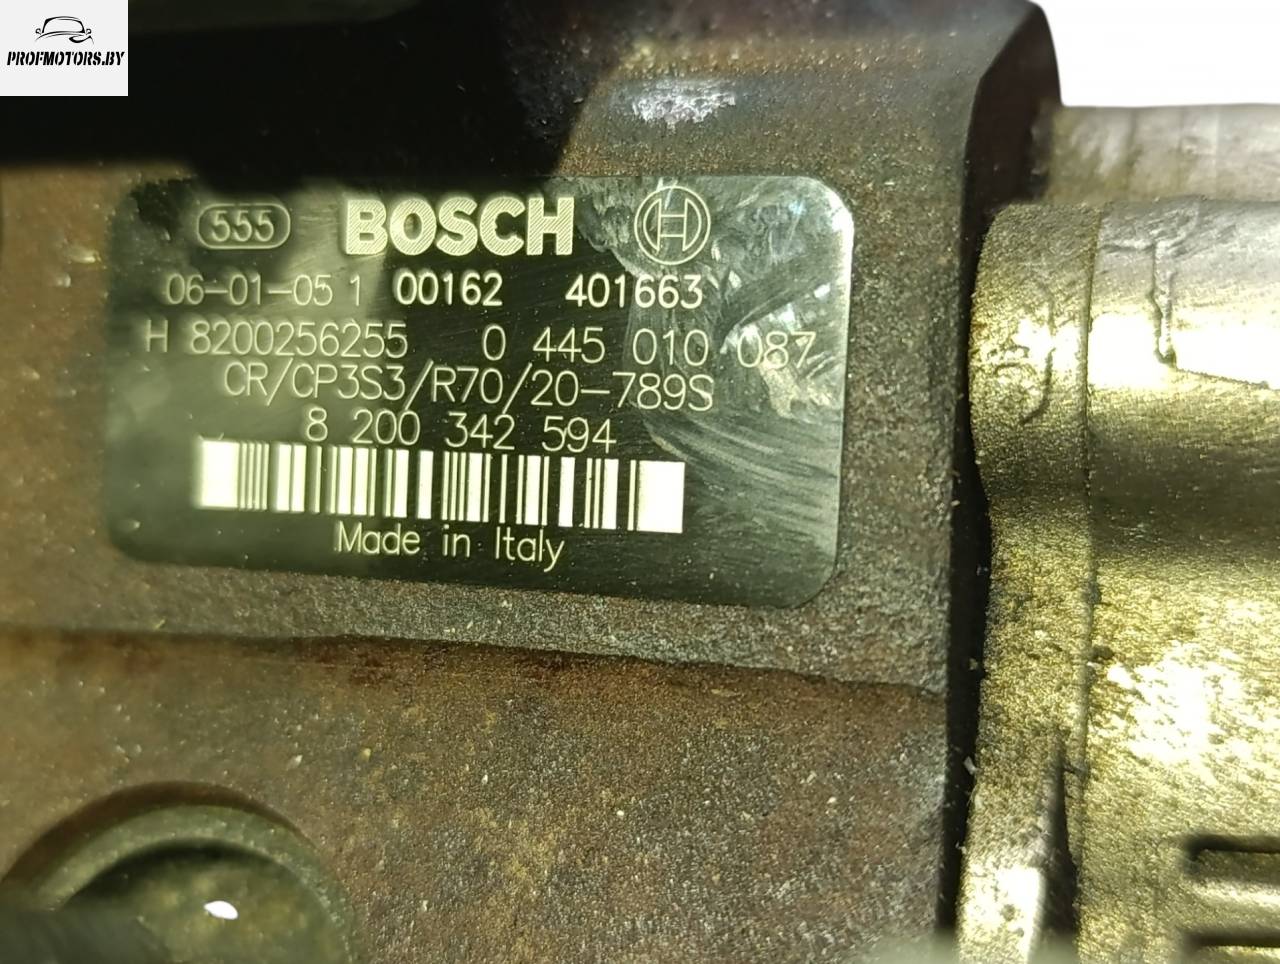 PROFMOTORS.BY
555 BOSCH
06-01-05 1 00162 401663
H 8200256255 0 445 010 087
CR/CP3S3/R70/20-789S
8 200 342 594
Made in Italy